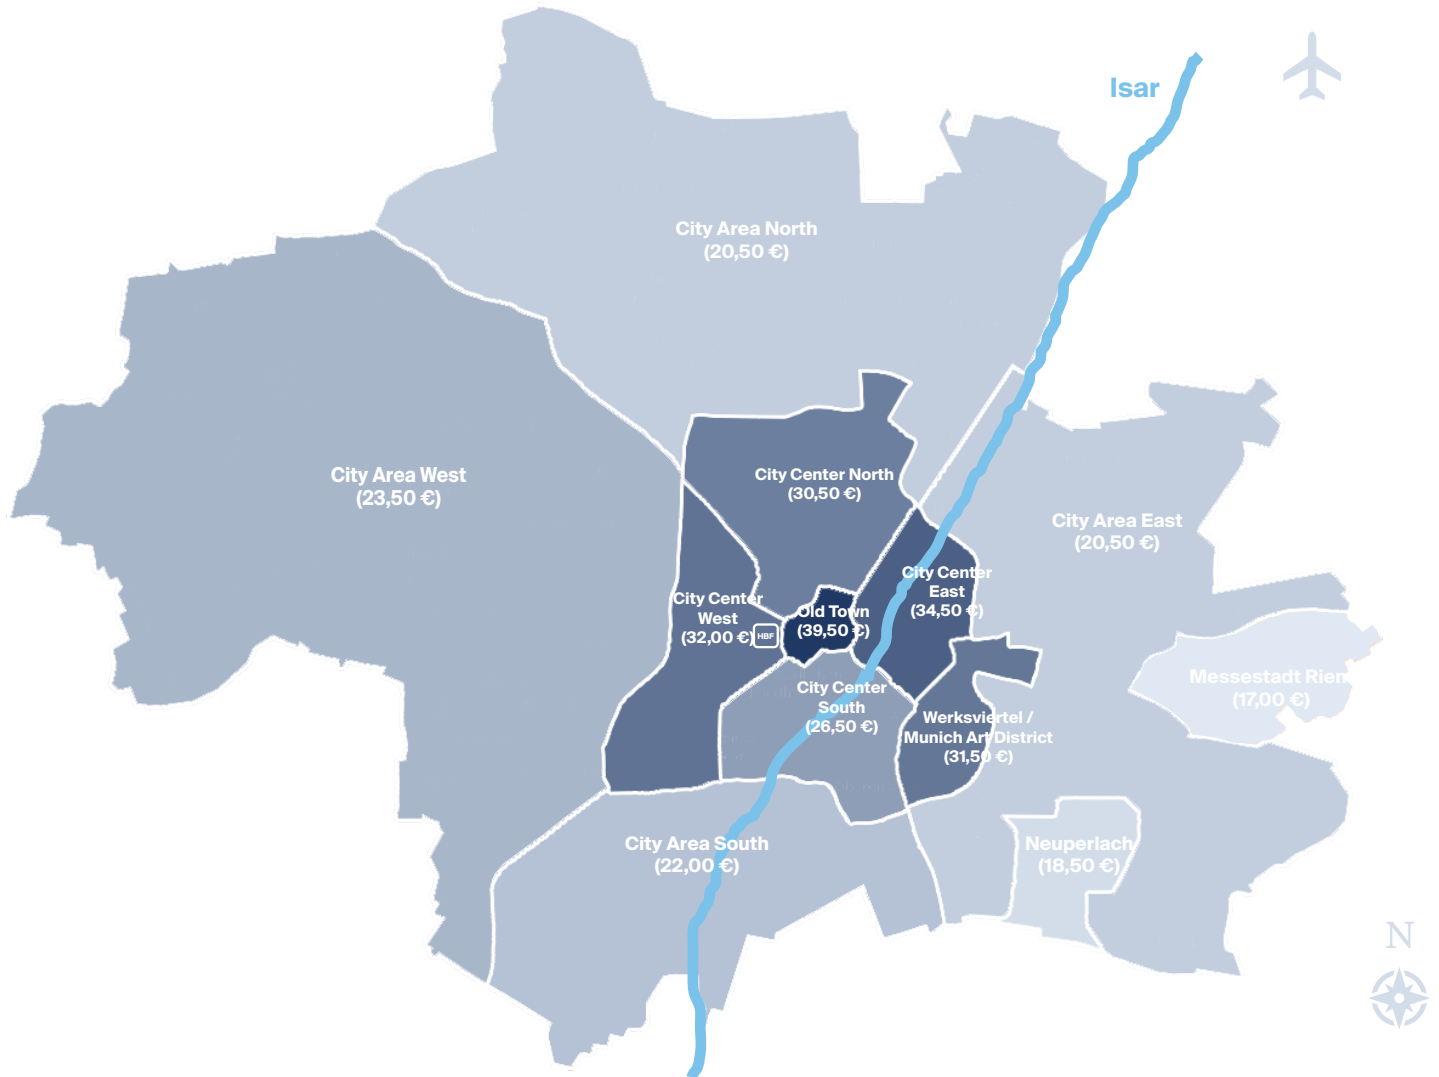 Isar
City Area North
(20,50 €)
City Area West
(23,50 €)
City Center North
(30,50 €)
City Area East
(20,50 €)
City Center
East
(34,50 €)
City Center
West
(32,00 €)
HBF
Old Town
(39,50 €)
Messestadt Riem
(17,00 €)
City Center
South
(26,50 €)
Werksviertel /
Munich Art District
(31,50 €)
City Area South
(22,00 €)
Neuperlach
(18,50 €)
N